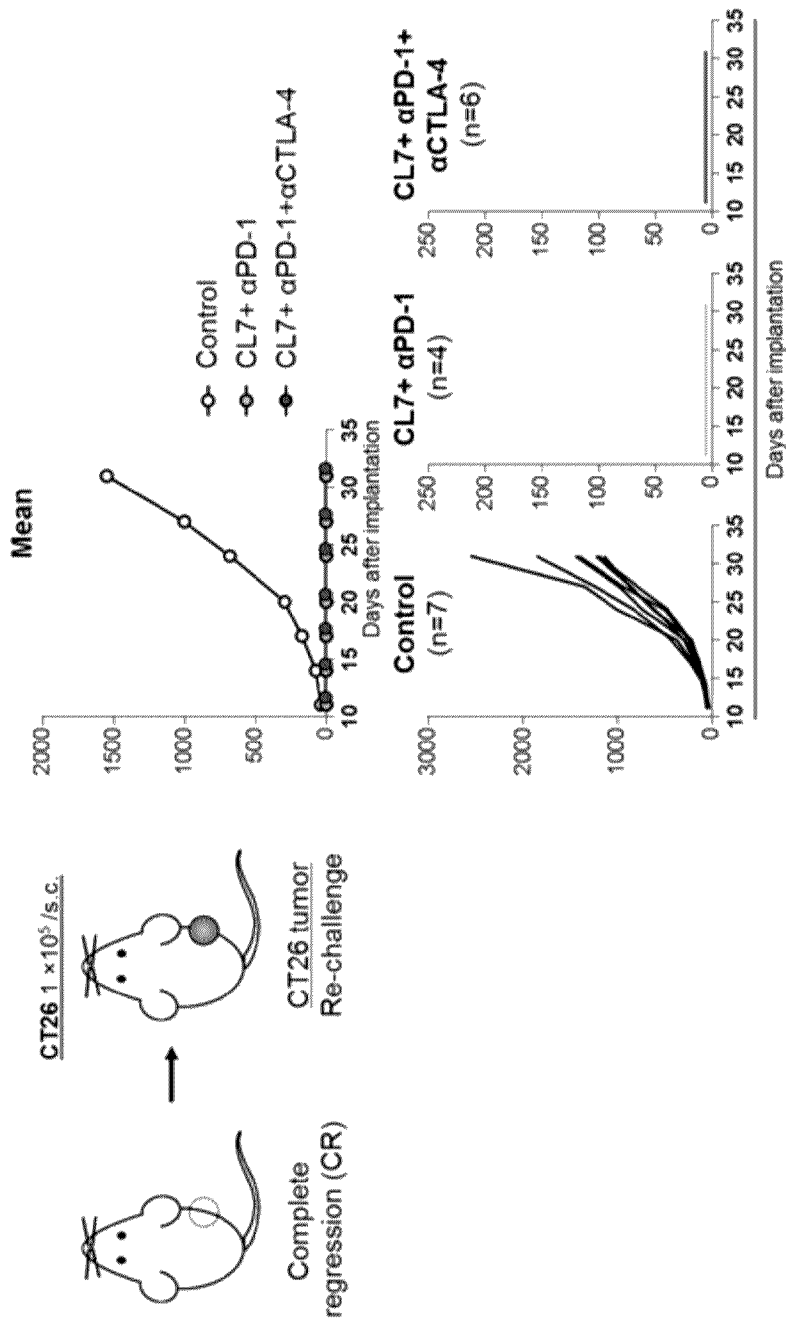 CT26 1 ×10⁵ /s.c.
Complete
regression (CR)
CT26 tumor
Re-challenge
Mean
2000
1500
1000
500
0
10 15 20 25 30 35
Days after implantation
Control
CL7+ αPD-1
CL7+ αPD-1+αCTLA-4
Control
(n=7)
3000
2000
1000
0
10 15 20 25 30 35
CL7+ αPD-1
(n=4)
250
200
150
100
50
0
10 15 20 25 30 35
CL7+ αPD-1+
αCTLA-4
(n=6)
250
200
150
100
50
0
10 15 20 25 30 35
Days after implantation